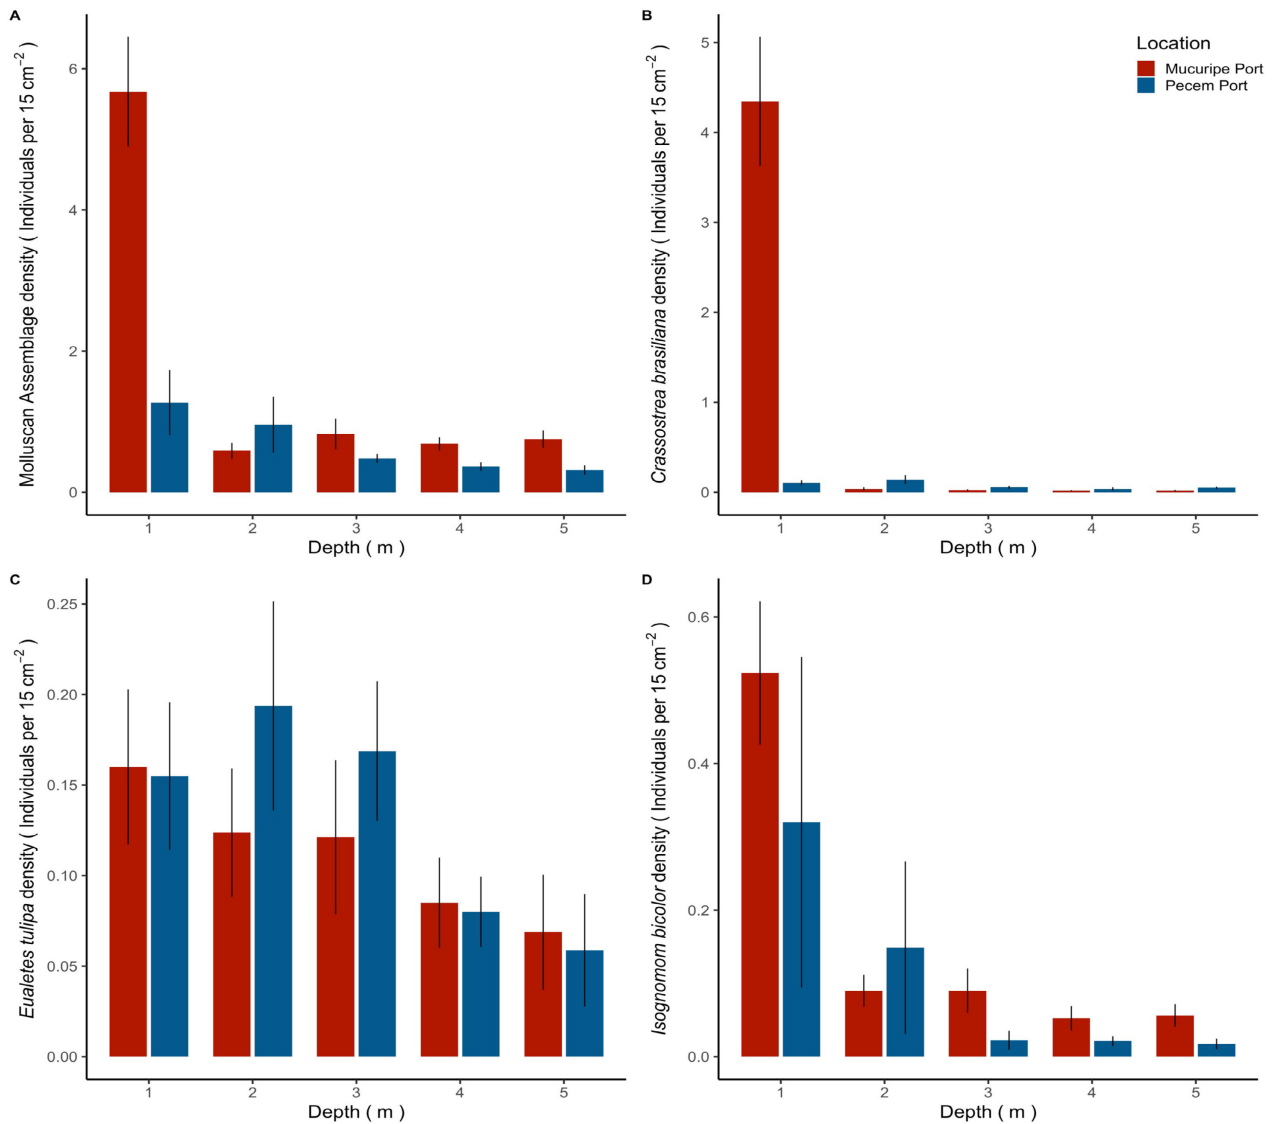 A
Molluscan Assemblage density ( Individuals per 15 cm⁻² )
6
4
2
0
1 2 3 4 5
Depth ( m )
B
Crassostrea brasiliana density ( Individuals per 15 cm⁻² )
5
4
3
2
1
0
1 2 3 4 5
Depth ( m )
Location
Mucuripe Port
Pecem Port
C
Eualetes tulipa density ( Individuals per 15 cm⁻² )
0.25
0.20
0.15
0.10
0.05
0.00
1 2 3 4 5
Depth ( m )
D
Isognomom bicolor density ( Individuals per 15 cm⁻² )
0.6
0.4
0.2
0.0
1 2 3 4 5
Depth ( m )